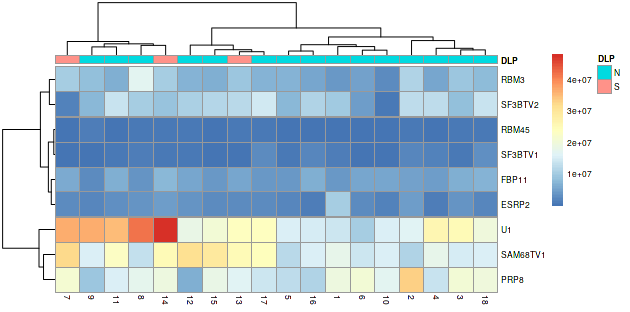 DLP
DLP
N
S
RBM3
SF3BTV2
RBM45
SF3BTV1
FBP11
ESRP2
U1
SAM68TV1
PRP8
4e+07
3e+07
2e+07
1e+07
7 9 11 8 14 12 15 13 17 5 16 1 6 10 2 4 3 18